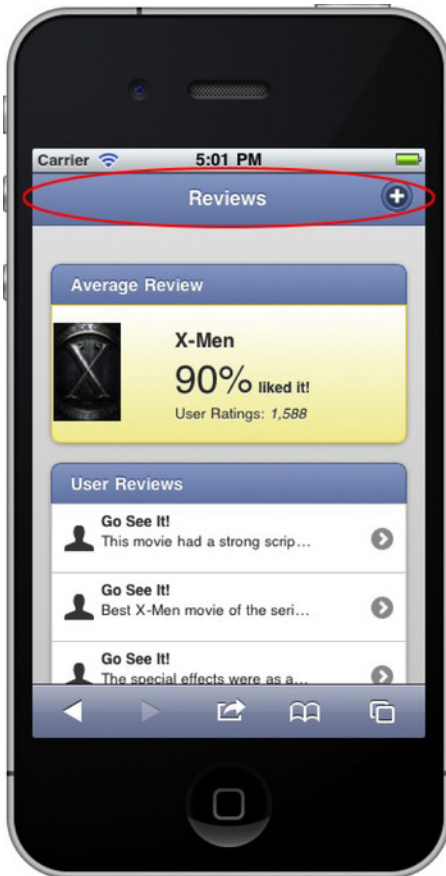 Carrier 5:01 PM
Reviews
Average Review
X-Men
90% liked it!
User Ratings: 1,588
User Reviews
Go See It!
This movie had a strong scrip...
Go See It!
Best X-Men movie of the seri...
Go See It!
The special effects were as a...